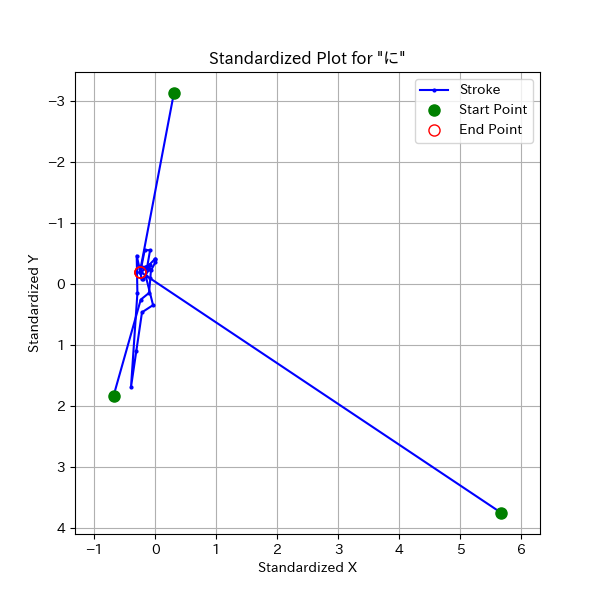 Standardized Plot for "に"
Stroke
Start Point
End Point
Standardized Y
−3
−2
−1
0
1
2
3
4
−1 0 1 2 3 4 5 6
Standardized X